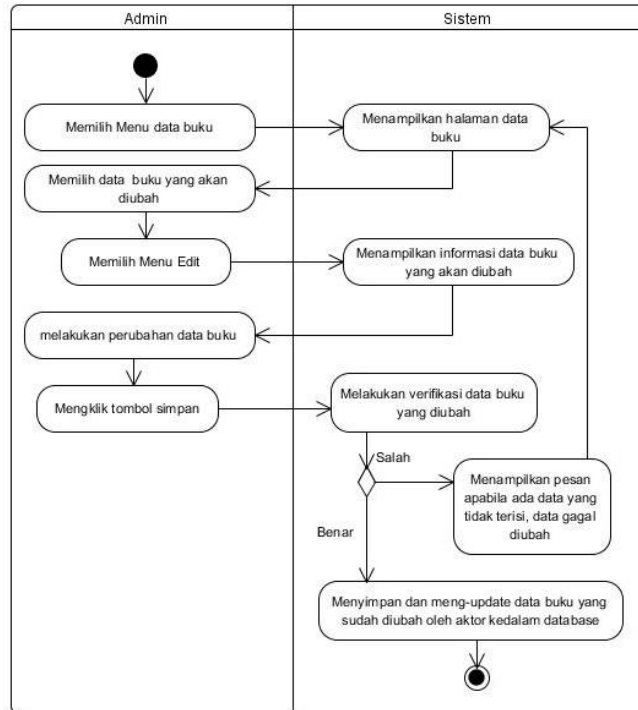 Admin
Sistem
Memilih Menu data buku
Menampilkan halaman data
buku
Memilih data buku yang akan
diubah
Memilih Menu Edit
Menampilkan informasi data buku
yang akan diubah
melakukan perubahan data buku
Mengklik tombol simpan
Melakukan verifikasi data buku
yang diubah
Salah
Menampilkan pesan
apabila ada data yang
tidak terisi, data gagal
diubah
Benar
Menyimpan dan meng-update data buku yang
sudah diubah oleh aktor kedalam database